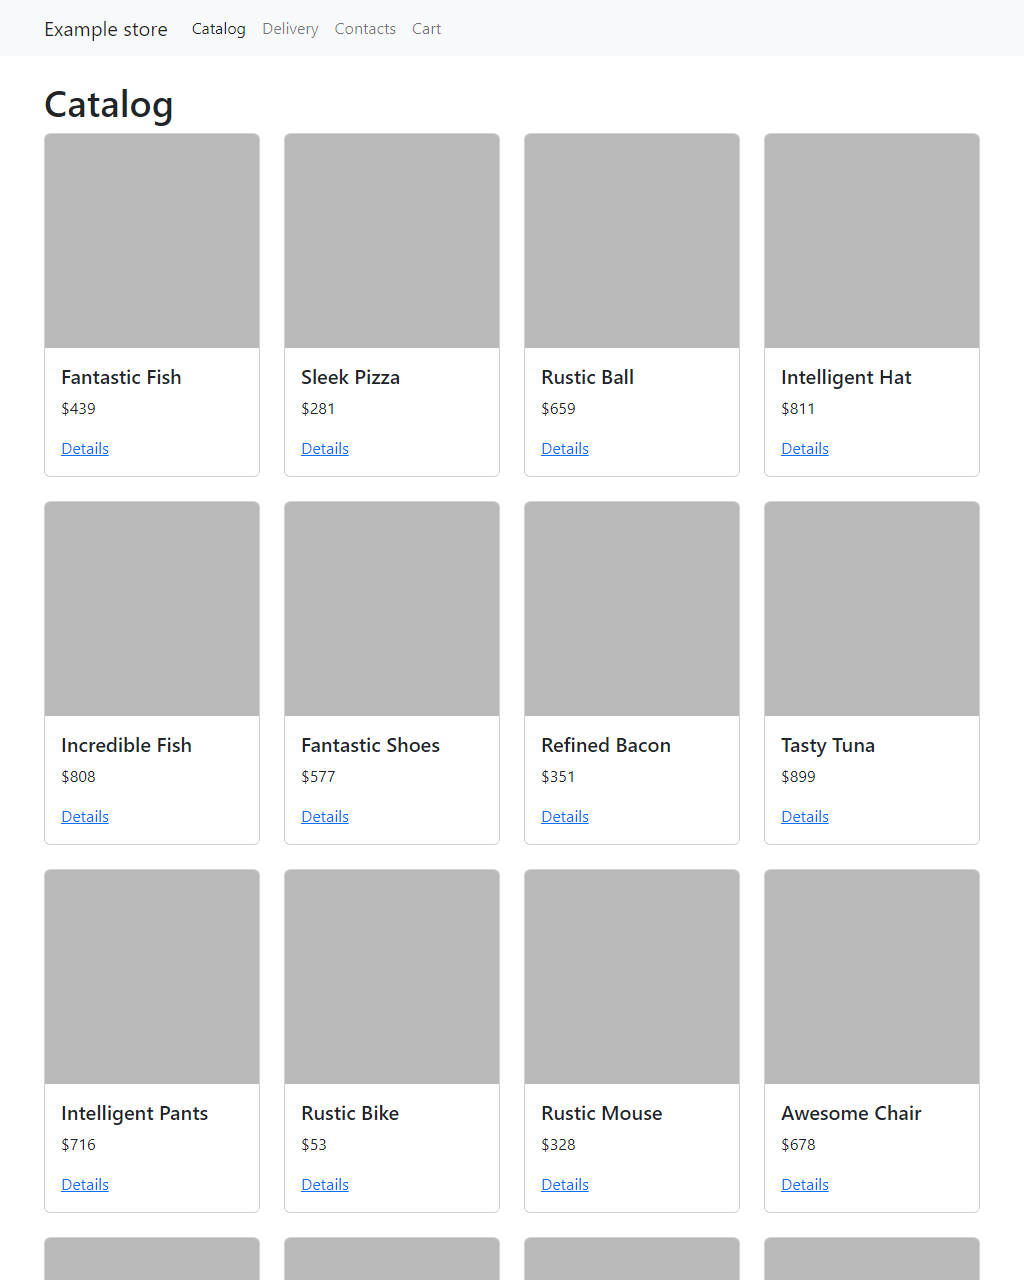 Example store Catalog Delivery Contacts Cart
Catalog
Fantastic Fish
$439
Details
Sleek Pizza
$281
Details
Rustic Ball
$659
Details
Intelligent Hat
$811
Details
Incredible Fish
$808
Details
Fantastic Shoes
$577
Details
Refined Bacon
$351
Details
Tasty Tuna
$899
Details
Intelligent Pants
$716
Details
Rustic Bike
$53
Details
Rustic Mouse
$328
Details
Awesome Chair
$678
Details